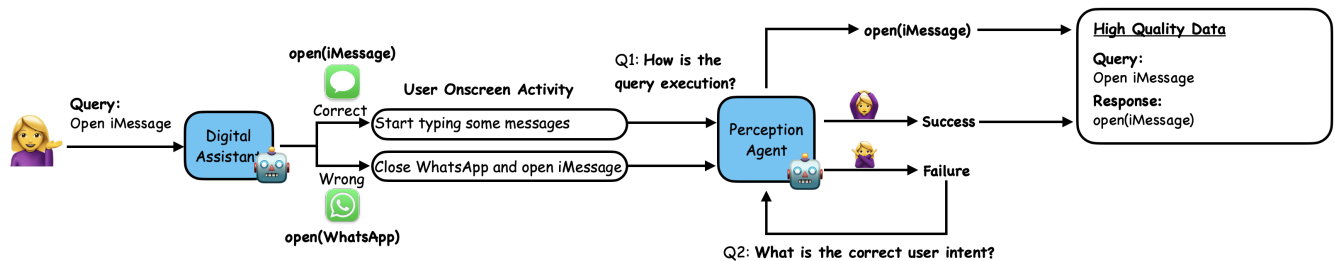 Query:
Open iMessage
Digital
Assistant
open(iMessage)
Correct
Wrong
open(WhatsApp)
User Onscreen Activity
Start typing some messages
Close WhatsApp and open iMessage
Q1: How is the
query execution?
Perception
Agent
open(iMessage)
Success
Failure
Q2: What is the correct user intent?
High Quality Data
Query:
Open iMessage
Response:
open(iMessage)